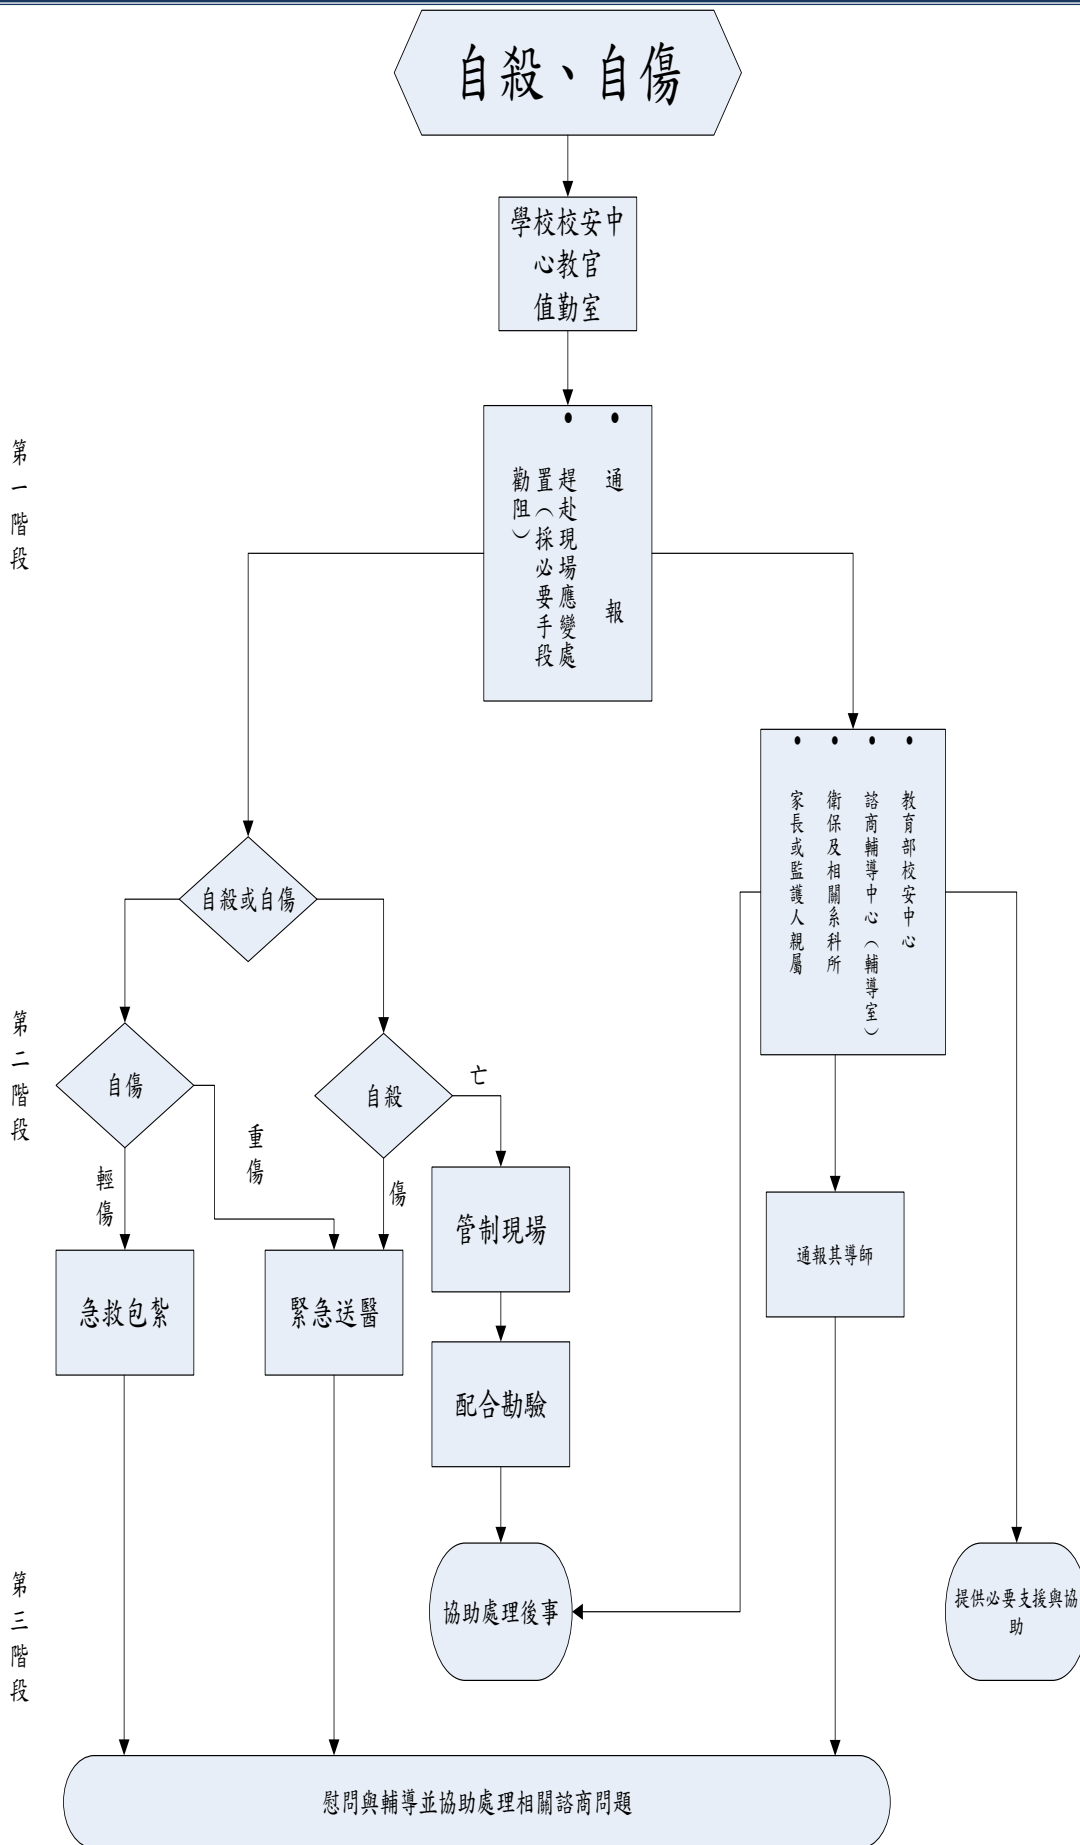 自殺、自傷
學校校安中
心教官
值勤室
第一階段
通報
趕赴現場應變處
置（採必要手段
勸阻）
教育部校安中心
諮商輔導中心（輔導室）
衛保及相關系科所
家長或監護人親屬
自殺或自傷
第二階段
自傷
自殺
亡
重傷
輕傷
傷
管制現場
通報其導師
急救包紮
緊急送醫
配合勘驗
第三階段
協助處理後事
提供必要支援與協
助
慰問與輔導並協助處理相關諮商問題